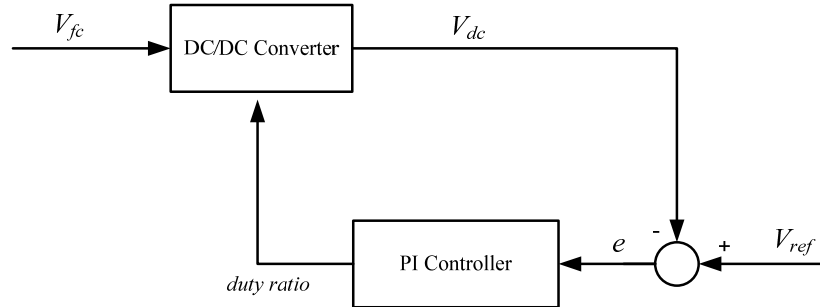 V_fc
DC/DC Converter
V_dc
-
+
e
V_ref
PI Controller
duty ratio